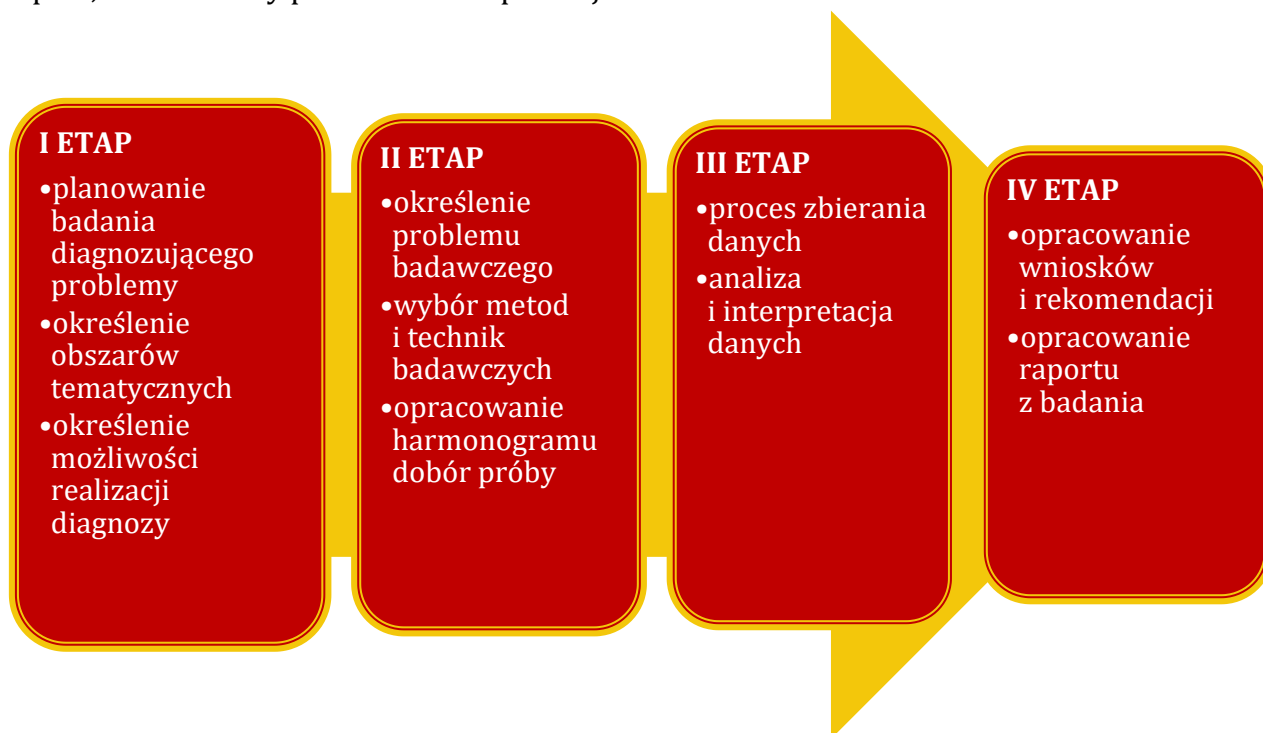 I ETAP
•planowanie
badania
diagnozującego
problemy
•określenie
obszarów
tematycznych
•określenie
możliwości
realizacji
diagnozy
II ETAP
•określenie
problemu
badawczego
•wybór metod
i technik
badawczych
•opracowanie
harmonogramu
dobór próby
III ETAP
•proces zbierania
danych
•analiza
i interpretacja
danych
IV ETAP
•opracowanie
wniosków
i rekomendacji
•opracowanie
raportu
z badania